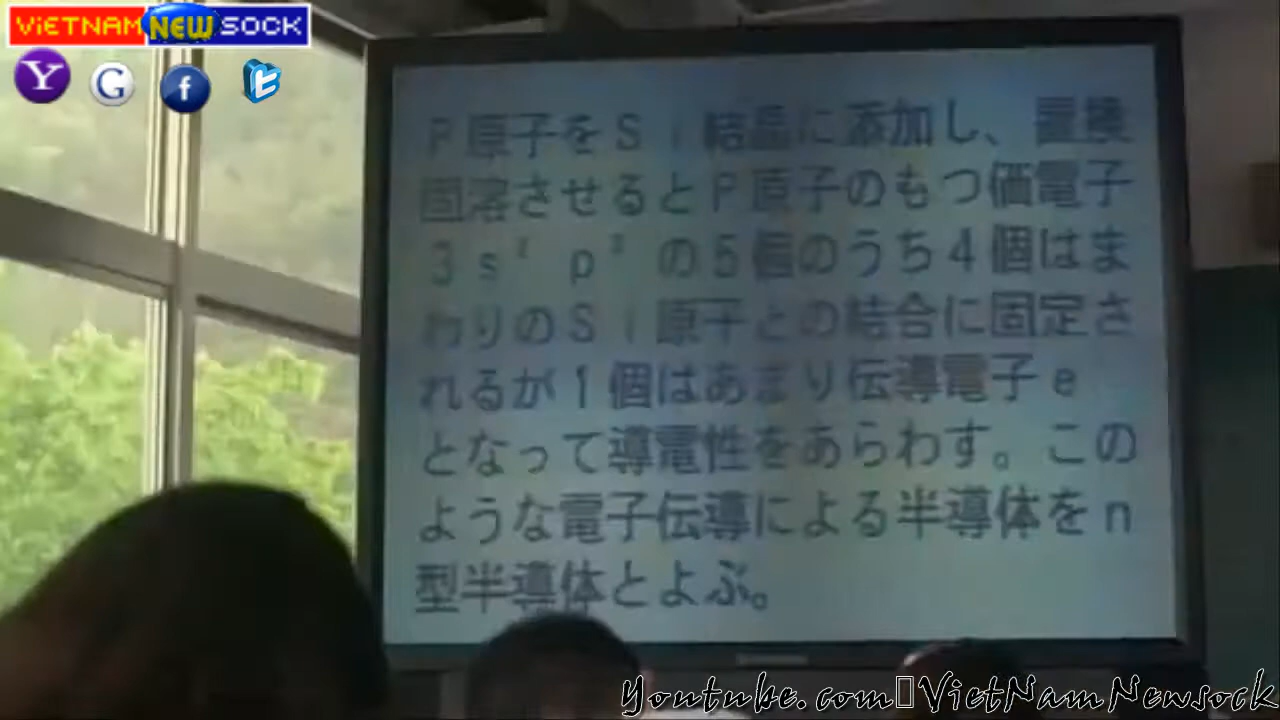 VIETNAM NEW SOCK
Y G f t
P原子をSi結晶に添加し、置換
固溶させるとP原子のもつ価電子
3s² p³ の5個のうち4個はま
わりのSi原子との結合に固定さ
れるが1個はあまり伝導電子e
となって導電性をあらわす。この
ような電子伝導による半導体をn
型半導体とよぶ。
Youtube.com VietNamNewsock